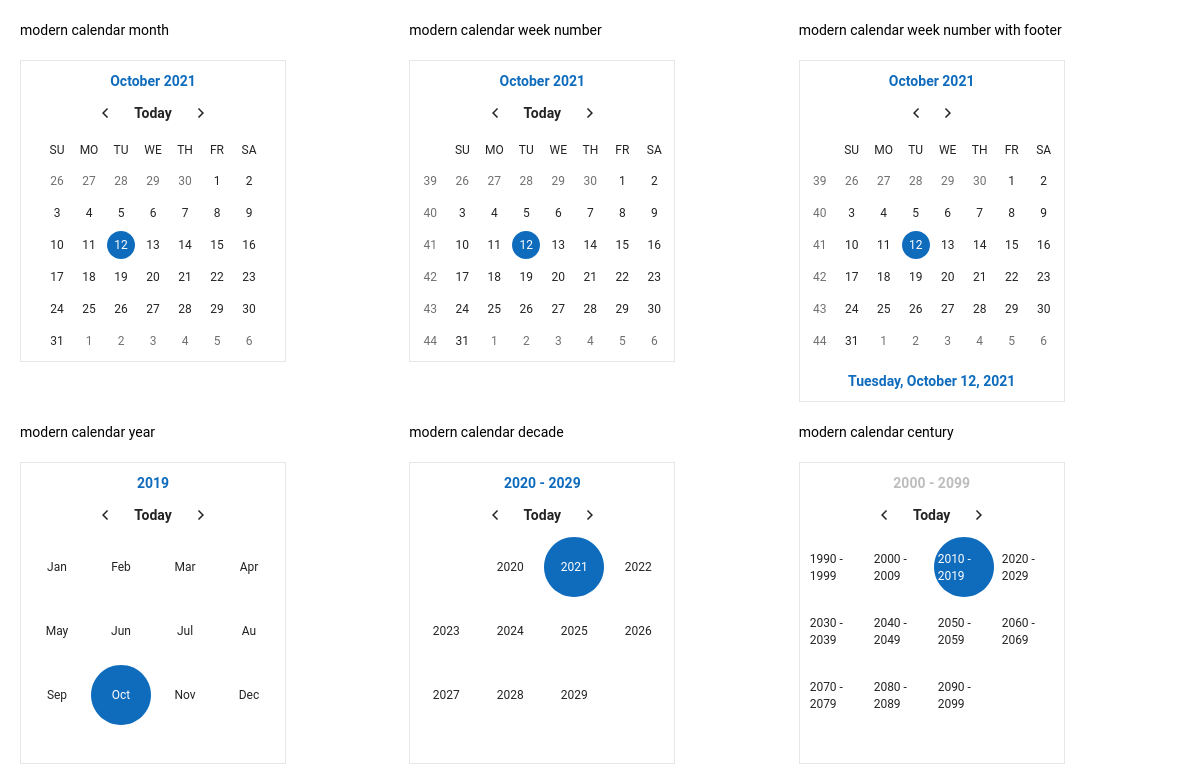 modern calendar month
October 2021
Today
SU MO TU WE TH FR SA
26 27 28 29 30 1 2
3 4 5 6 7 8 9
10 11 12 13 14 15 16
17 18 19 20 21 22 23
24 25 26 27 28 29 30
31 1 2 3 4 5 6
modern calendar week number
October 2021
Today
SU MO TU WE TH FR SA
39 26 27 28 29 30 1 2
40 3 4 5 6 7 8 9
41 10 11 12 13 14 15 16
42 17 18 19 20 21 22 23
43 24 25 26 27 28 29 30
44 31 1 2 3 4 5 6
modern calendar week number with footer
October 2021
SU MO TU WE TH FR SA
39 26 27 28 29 30 1 2
40 3 4 5 6 7 8 9
41 10 11 12 13 14 15 16
42 17 18 19 20 21 22 23
43 24 25 26 27 28 29 30
44 31 1 2 3 4 5 6
Tuesday, October 12, 2021
modern calendar year
2019
Today
Jan Feb Mar Apr
May Jun Jul Au
Sep Oct Nov Dec
modern calendar decade
2020 - 2029
Today
2020 2021 2022
2023 2024 2025 2026
2027 2028 2029
modern calendar century
2000 - 2099
Today
1990 - 2000 - 2010 - 2020 -
1999 2009 2019 2029
2030 - 2040 - 2050 - 2060 -
2039 2049 2059 2069
2070 - 2080 - 2090 -
2079 2089 2099